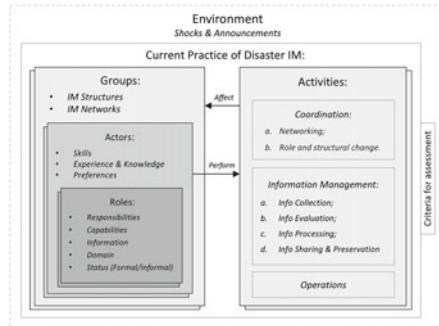 Environment
Shocks & Announcements
Current Practice of Disaster IM:
Groups:
• IM Structures
• IM Networks
Actors:
• Skills
• Experience & Knowledge
• Preferences
Roles:
• Responsibilities
• Capabilities
• Information
• Domain
• Status (Formal/Informal)
Affect
Perform
Activities:
Coordination:
a. Networking;
b. Role and structural change.
Information Management:
a. Info Collection;
b. Info Evaluation;
c. Info Processing;
d. Info Sharing & Preservation
Operations
Criteria for assessment